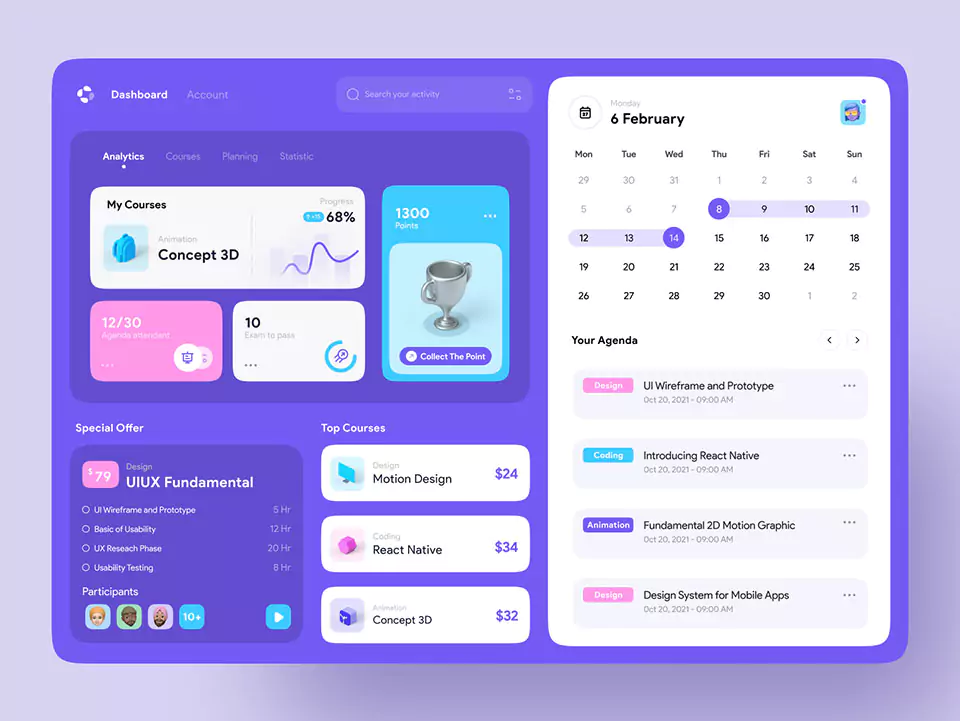 Dashboard
Account
Search your activity
Analytics
Courses
Planning
Statistic
My Courses
Progress
+15 68%
Animation
Concept 3D
1300
Points
Collect The Point
12/30
Agenda attendant
10
Exam to pass
Special Offer
$79
Design
UIUX Fundamental
UI Wireframe and Prototype 5 Hr
Basic of Usability 12 Hr
UX Reseach Phase 20 Hr
Usability Testing 8 Hr
Participants
10+
Top Courses
Design
Motion Design
$24
Coding
React Native
$34
Animation
Concept 3D
$32
Monday
6 February
Mon Tue Wed Thu Fri Sat Sun
29 30 31 1 2 3 4
5 6 7 8 9 10 11
12 13 14 15 16 17 18
19 20 21 22 23 24 25
26 27 28 29 30 1 2
Your Agenda
Design
UI Wireframe and Prototype
Oct 20, 2021 - 09:00 AM
Coding
Introducing React Native
Oct 20, 2021 - 09:00 AM
Animation
Fundamental 2D Motion Graphic
Oct 20, 2021 - 09:00 AM
Design
Design System for Mobile Apps
Oct 20, 2021 - 09:00 AM